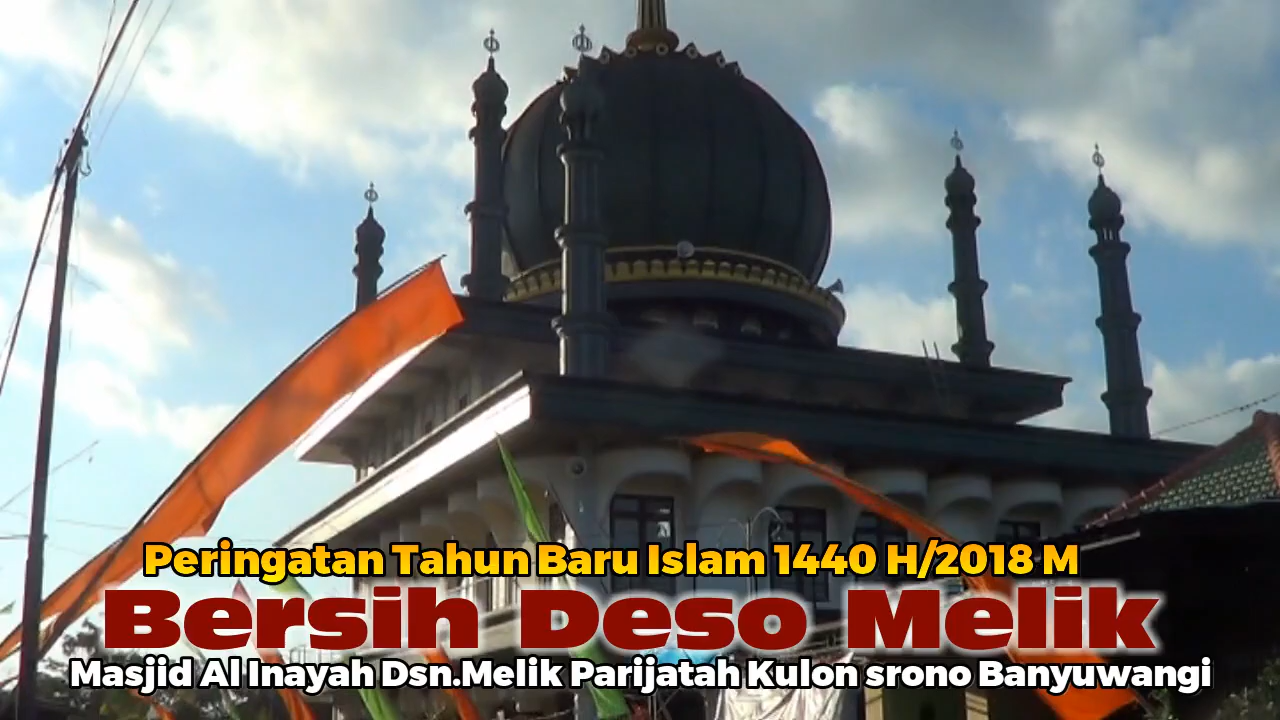 Peringatan Tahun Baru Islam 1440 H/2018 M
Bersih Deso Melik
Masjid Al Inayah Dsn.Melik Parijatah Kulon srono Banyuwangi